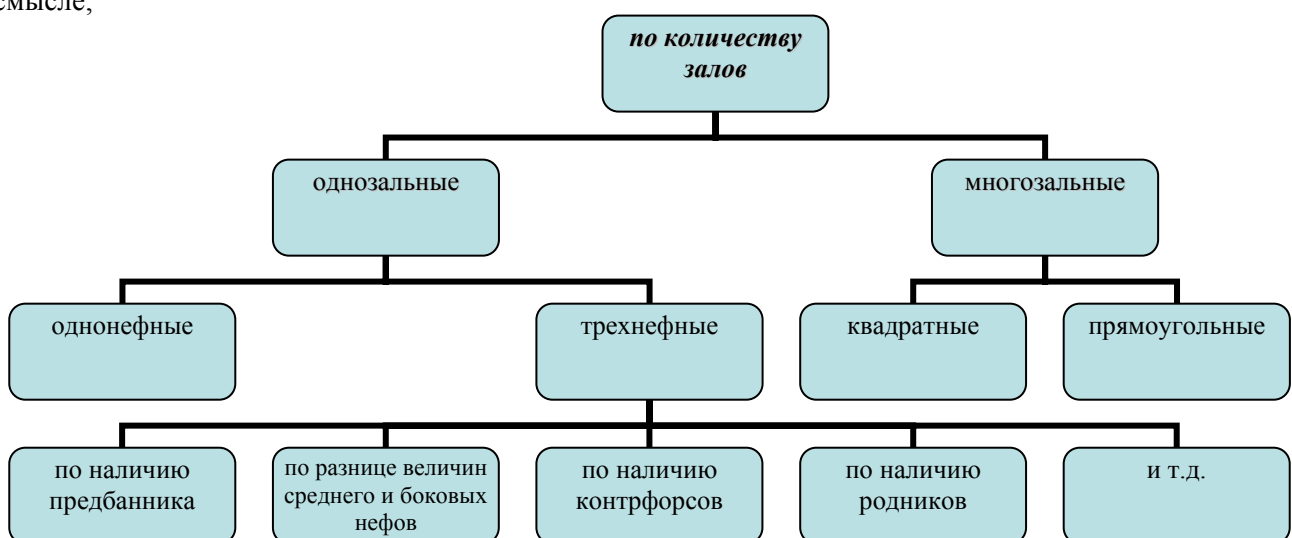 смысле,
по количеству
залов
однозальные
многозальные
однонефные
трехнефные
квадратные
прямоугольные
по наличию
предбанника
по разнице величин
среднего и боковых
нефов
по наличию
контрфорсов
по наличию
родников
и т.д.